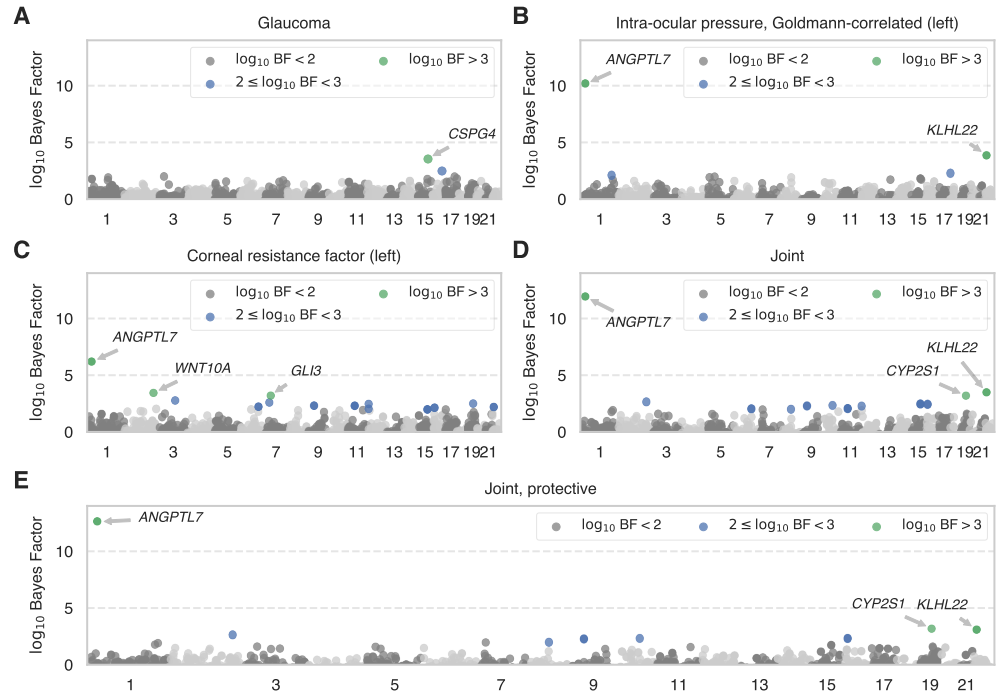 A
Glaucoma
log₁₀ Bayes Factor
10
5
0
log₁₀ BF < 2
2 ≤ log₁₀ BF < 3
log₁₀ BF > 3
CSPG4
1 3 5 7 9 11 13 15 17 19 21
B
Intra-ocular pressure, Goldmann-correlated (left)
log₁₀ Bayes Factor
10
5
0
log₁₀ BF < 2
2 ≤ log₁₀ BF < 3
log₁₀ BF > 3
ANGPTL7
KLHL22
1 3 5 7 9 11 13 15 17 19 21
C
Corneal resistance factor (left)
log₁₀ Bayes Factor
10
5
0
log₁₀ BF < 2
2 ≤ log₁₀ BF < 3
log₁₀ BF > 3
ANGPTL7
WNT10A
GLI3
1 3 5 7 9 11 13 15 17 19 21
D
Joint
log₁₀ Bayes Factor
10
5
0
log₁₀ BF < 2
2 ≤ log₁₀ BF < 3
log₁₀ BF > 3
ANGPTL7
KLHL22
CYP2S1
1 3 5 7 9 11 13 15 17 19 21
E
Joint, protective
log₁₀ Bayes Factor
10
5
0
log₁₀ BF < 2
2 ≤ log₁₀ BF < 3
log₁₀ BF > 3
ANGPTL7
CYP2S1 KLHL22
1 3 5 7 9 11 13 15 17 19 21